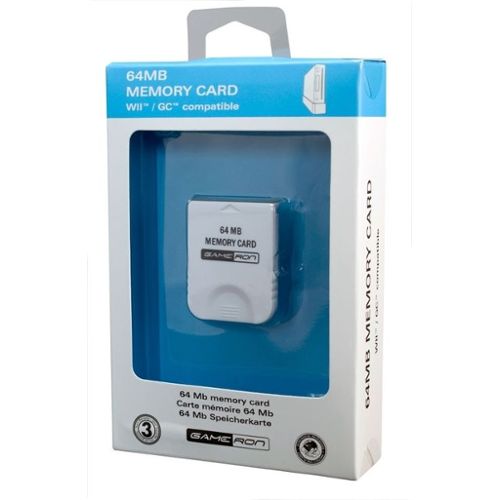 64MB
MEMORY CARD
WII™ / GC™ compatible
64 MB
MEMORY CARD
GAMERON
64 Mb memory card
Carte mémoire 64 Mb
64 Mb Speicherkarte
3
GAMERON
64MB MEMORY CARD
WII™ / GC™ compatible